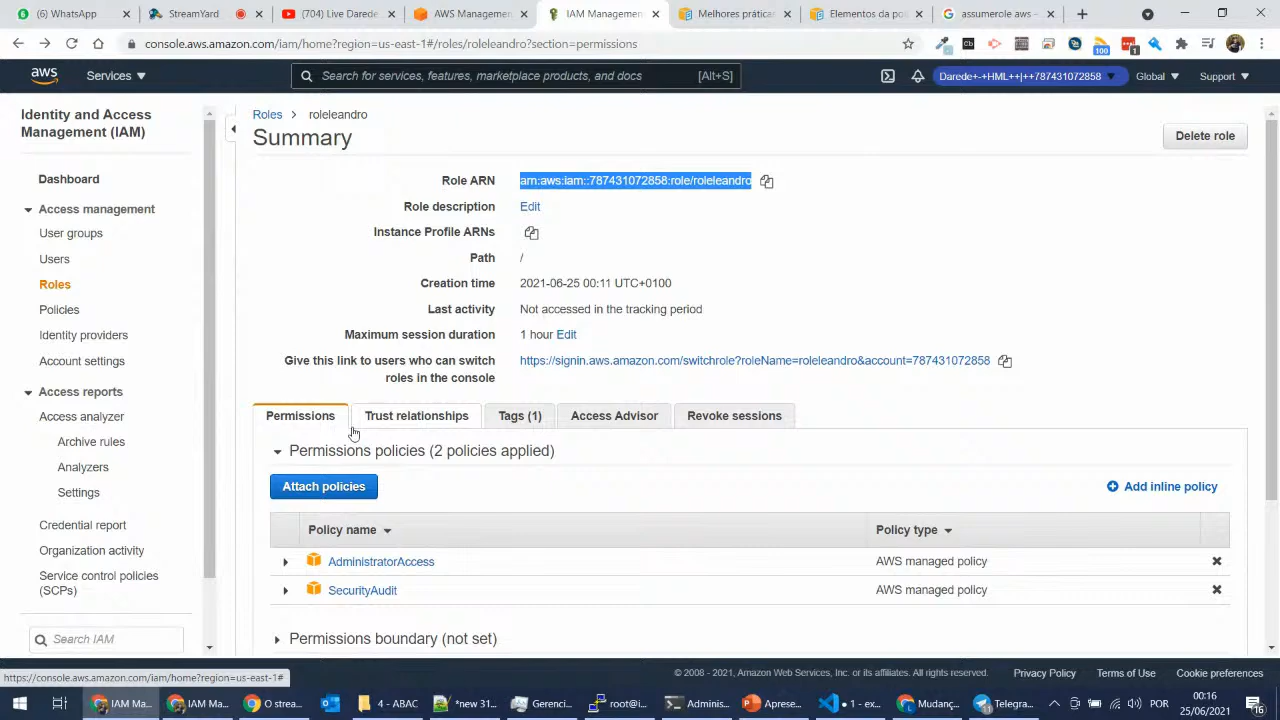 (6) WhatsApp
StreamYard
(704) Live Darede
AWS Managemen
IAM Managemen
Melhores prátic
Elementos da po
assumerole aws –
console.aws.amazon.com/iam/home?region=us-east-1#/roles/roleleandro?section=permissions
100
1
aws
Services
Search for services, features, marketplace products, and docs
[Alt+S]
Darede+-+HML++|++787431072858
Global
Support
Identity and Access
Management (IAM)
Dashboard
Access management
User groups
Users
Roles
Policies
Identity providers
Account settings
Access reports
Access analyzer
Archive rules
Analyzers
Settings
Credential report
Organization activity
Service control policies
(SCPs)
Search IAM
Roles > roleleandro
Summary
Delete role
Role ARN arn:aws:iam::787431072858:role/roleleandro
Role description Edit
Instance Profile ARNs
Path /
Creation time 2021-06-25 00:11 UTC+0100
Last activity Not accessed in the tracking period
Maximum session duration 1 hour Edit
Give this link to users who can switch https://signin.aws.amazon.com/switchrole?roleName=roleleandro&account=787431072858
roles in the console
Permissions
Trust relationships
Tags (1)
Access Advisor
Revoke sessions
Permissions policies (2 policies applied)
Attach policies
Add inline policy
Policy name
Policy type
AdministratorAccess AWS managed policy
SecurityAudit AWS managed policy
Permissions boundary (not set)
https://console.aws.amazon.com/iam/home?region=us-east-1#
© 2008 - 2021, Amazon Web Services, Inc. or its affiliates. All rights reserved.
Privacy Policy
Terms of Use
Cookie preferences
IAM Ma...
IAM Ma...
O strea...
4 - ABAC
*new 31...
Gerenci...
root@i...
Adminis...
Aprese...
● 1 - ex...
Mudanç...
Telegra...
POR
00:16
25/06/2021
16